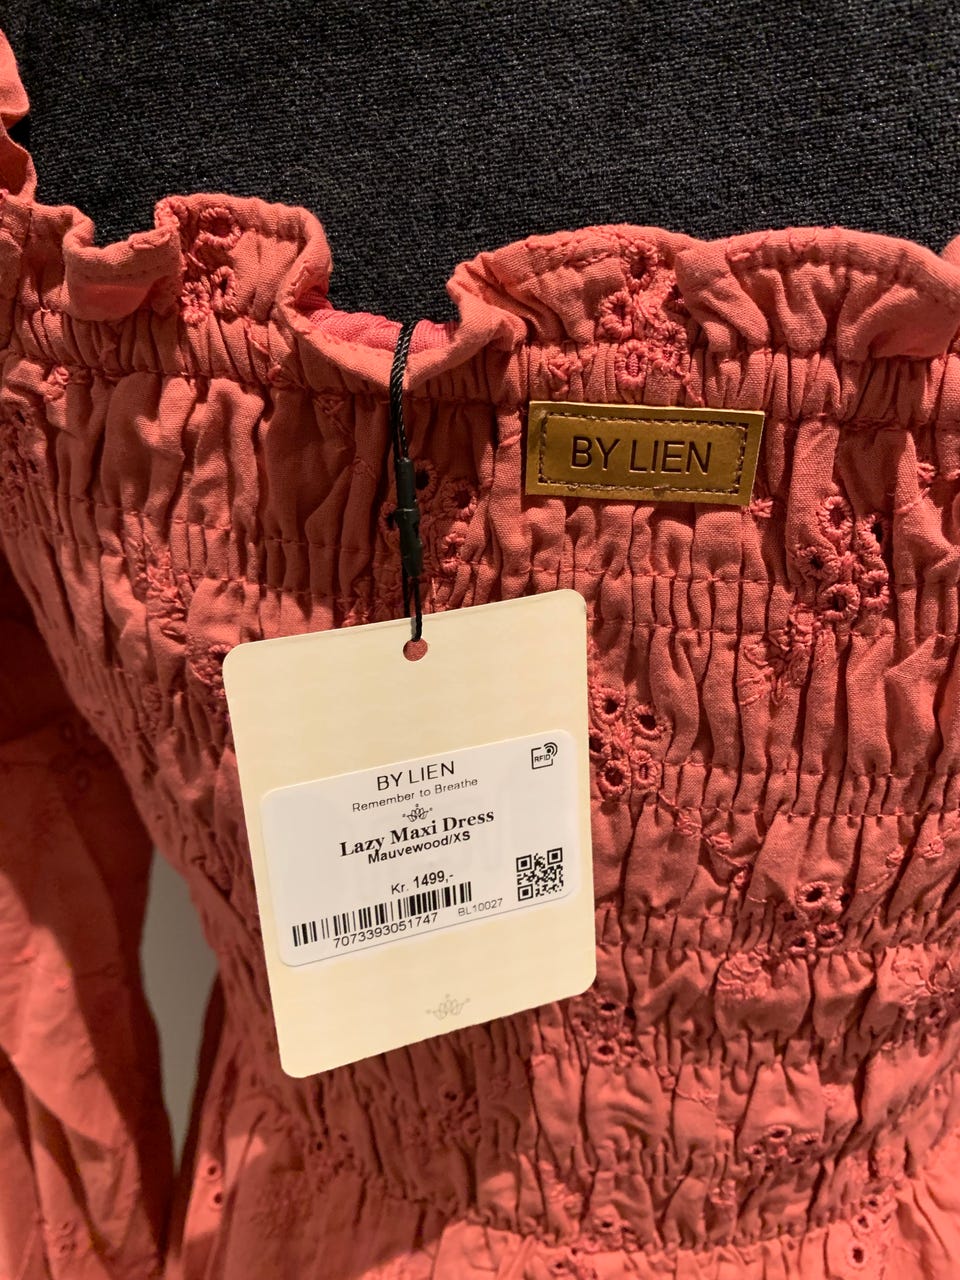 BY LIEN
BY LIEN
Remember to Breathe
RFID
Lazy Maxi Dress
Mauvewood/XS
Kr. 1499,-
7073393051747
BL10027